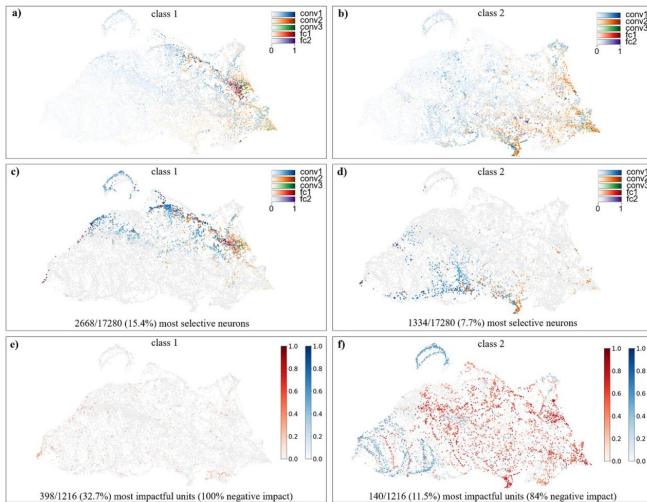 a)
class 1
conv1
conv2
conv3
fc1
fc2
0
1
b)
class 2
conv1
conv2
conv3
fc1
fc2
0
1
c)
class 1
conv1
conv2
conv3
fc1
fc2
0
1
2668/17280 (15.4%) most selective neurons
d)
class 2
conv1
conv2
conv3
fc1
fc2
0
1
1334/17280 (7.7%) most selective neurons
e)
class 1
1.0
0.8
0.6
0.4
0.2
0.0
1.0
0.8
0.6
0.4
0.2
0.0
398/1216 (32.7%) most impactful units (100% negative impact)
f)
class 2
1.0
0.8
0.6
0.4
0.2
0.0
1.0
0.8
0.6
0.4
0.2
0.0
140/1216 (11.5%) most impactful units (84% negative impact)